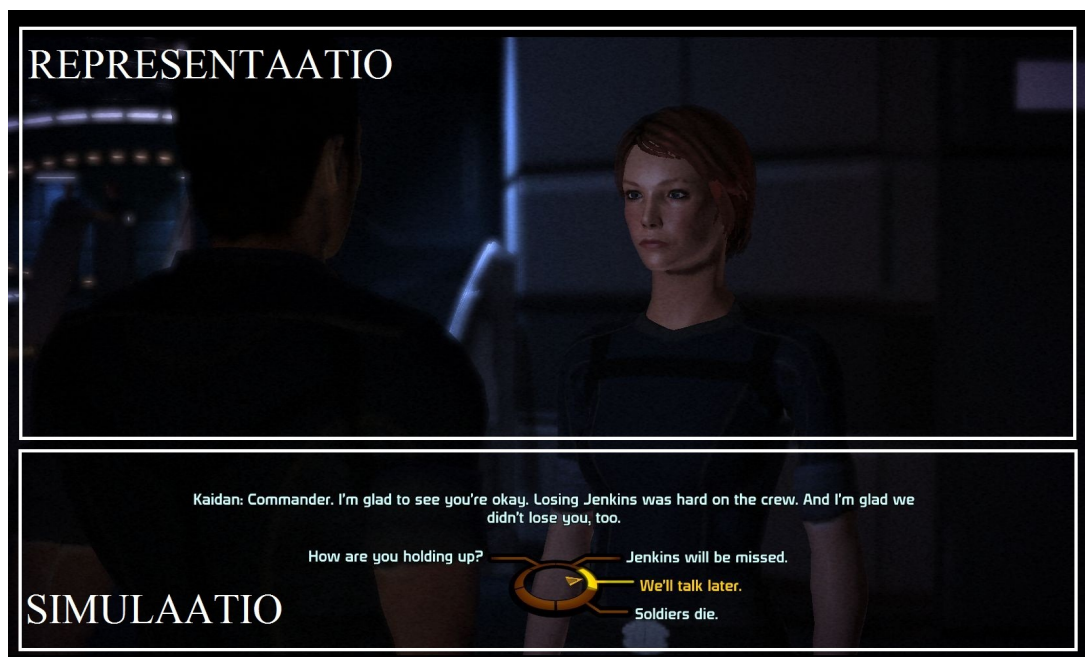 REPRESENTAATIO
Kaidan: Commander. I'm glad to see you're okay. Losing Jenkins was hard on the crew. And I'm glad we
didn't lose you, too.
How are you holding up?
Jenkins will be missed.
We'll talk later.
Soldiers die.
SIMULAATIO